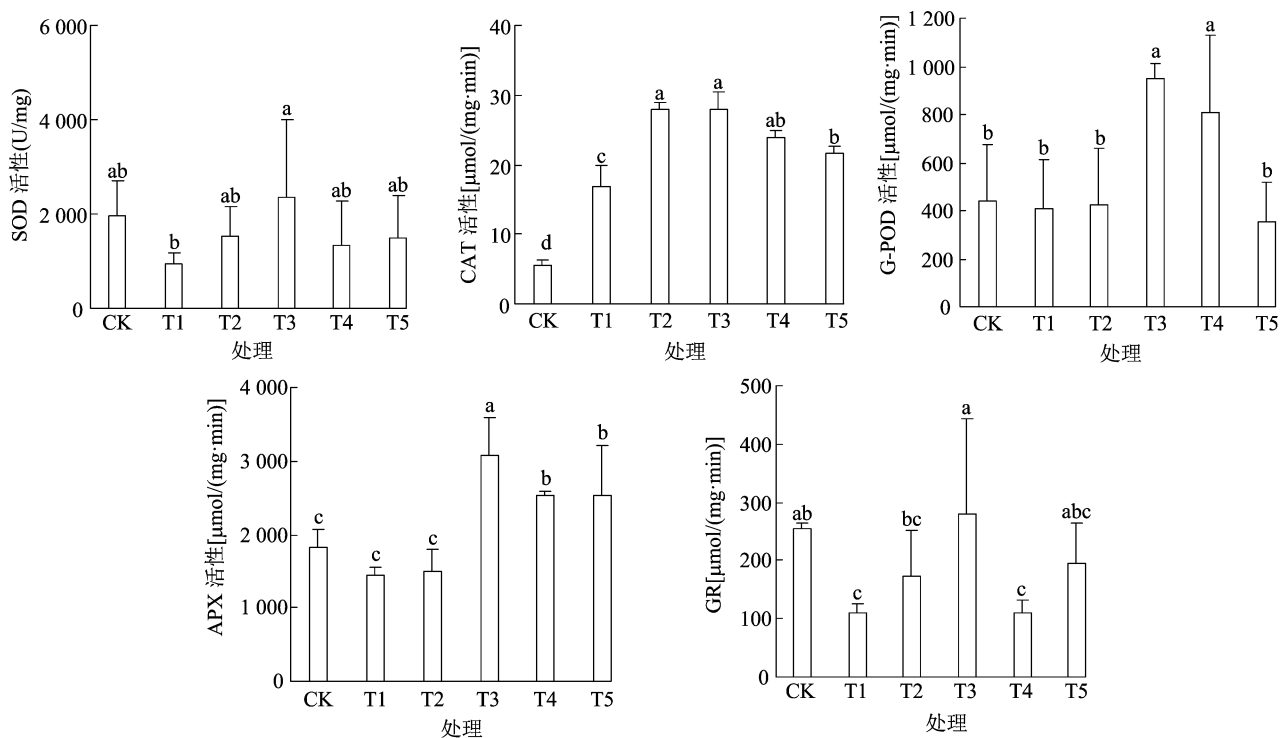 SOD 活性(U/mg)
6 000
4 000
2 000
0
ab
b
ab
a
ab
ab
CK T1 T2 T3 T4 T5
处理
CAT 活性[μmol/(mg·min)]
40
30
20
10
0
d
c
a
a
ab
b
CK T1 T2 T3 T4 T5
处理
G-POD 活性[μmol/(mg·min)]
1 200
1 000
800
600
400
200
0
b
b
b
a
a
b
CK T1 T2 T3 T4 T5
处理
APX 活性[μmol/(mg·min)]
4 000
3 000
2 000
1 000
0
c
c
c
a
b
b
CK T1 T2 T3 T4 T5
处理
GR[μmol/(mg·min)]
500
400
300
200
100
0
ab
c
bc
a
c
abc
CK T1 T2 T3 T4 T5
处理